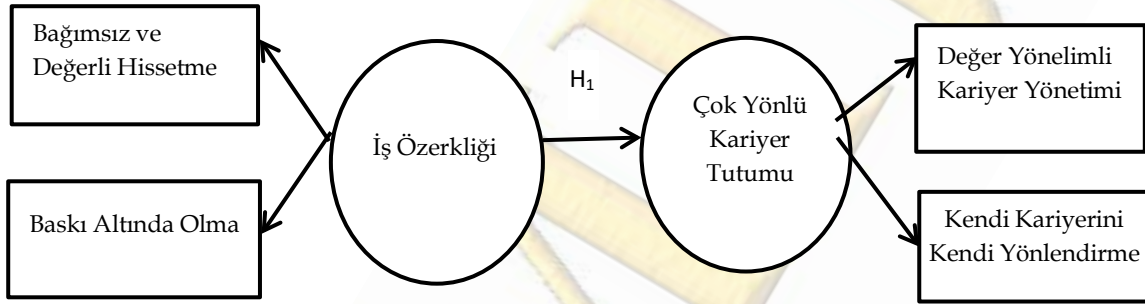 Bağımsız ve
Değerli Hissetme
Baskı Altında Olma
İş Özerkliği
H1
Çok Yönlü
Kariyer
Tutumu
Değer Yönelimli
Kariyer Yönetimi
Kendi Kariyerini
Kendi Yönlendirme